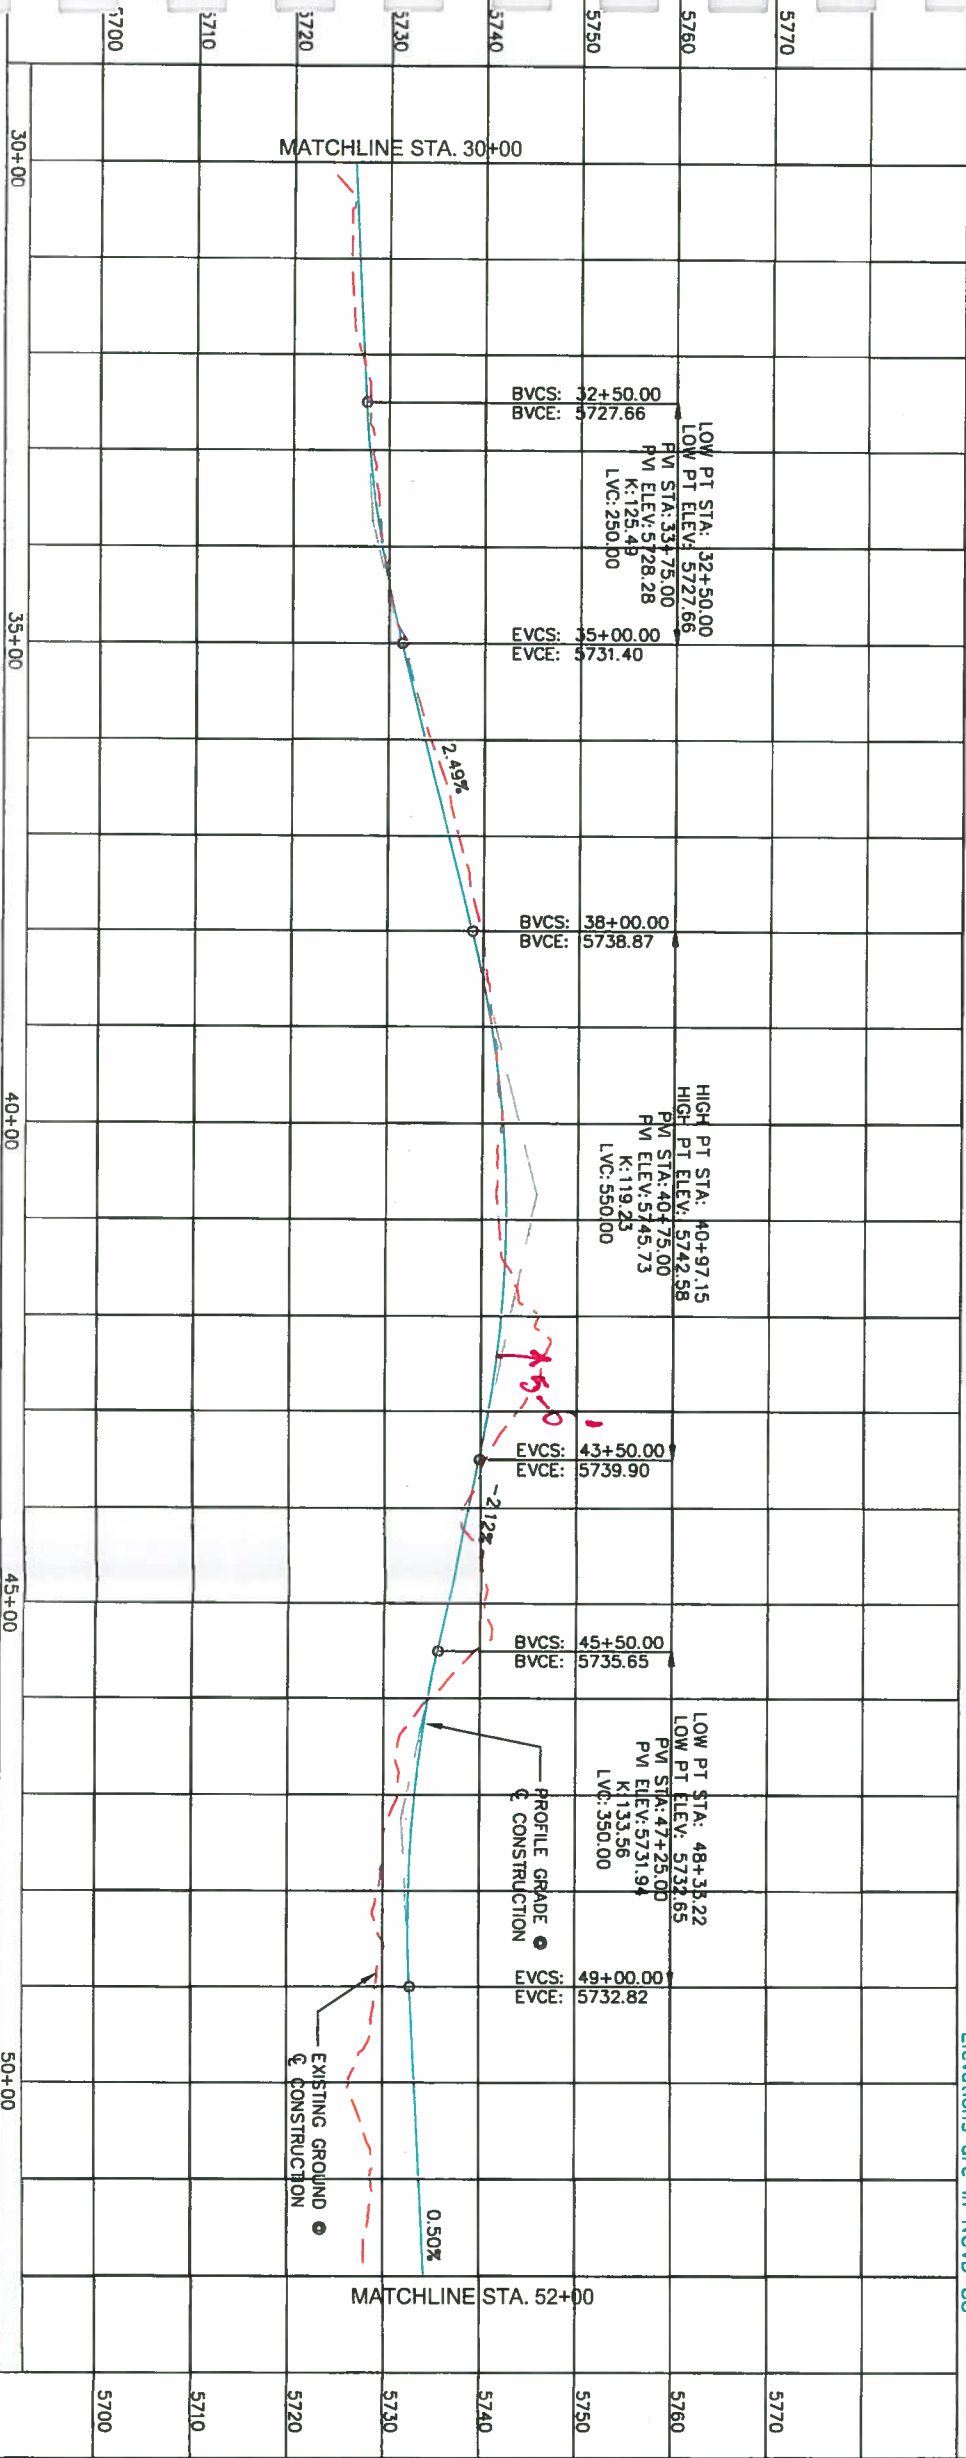 Elevations are in NGVD 88
5700
5710
5720
5730
5740
5750
5760
5770
MATCHLINE STA. 30+00
BVCS: 32+50.00
BVCE: 5727.66
LOW PT STA: 32+50.00
LOW PT ELEV: 5727.66
PVI STA: 33+75.00
PVI ELEV: 5728.28
K: 125.49
LVC: 250.00
EVCS: 35+00.00
EVCE: 5731.40
2.49%
BVCS: 38+00.00
BVCE: 5738.87
HIGH PT STA: 40+97.15
HIGH PT ELEV: 5742.58
PVI STA: 40+75.00
PVI ELEV: 5745.73
K: 119.23
LVC: 550.00
5-0'
EVCS: 43+50.00
EVCE: 5739.90
-2.12%
BVCS: 45+50.00
BVCE: 5735.65
LOW PT STA: 48+33.22
LOW PT ELEV: 5732.65
PVI STA: 47+25.00
PVI ELEV: 5731.94
K: 133.56
LVC: 350.00
PROFILE GRADE @
℄ CONSTRUCTION
EVCS: 49+00.00
EVCE: 5732.82
EXISTING GROUND @
℄ CONSTRUCTION
0.50%
MATCHLINE STA. 52+00
5770
5760
5750
5740
5730
5720
5710
5700
30+00
35+00
40+00
45+00
50+00